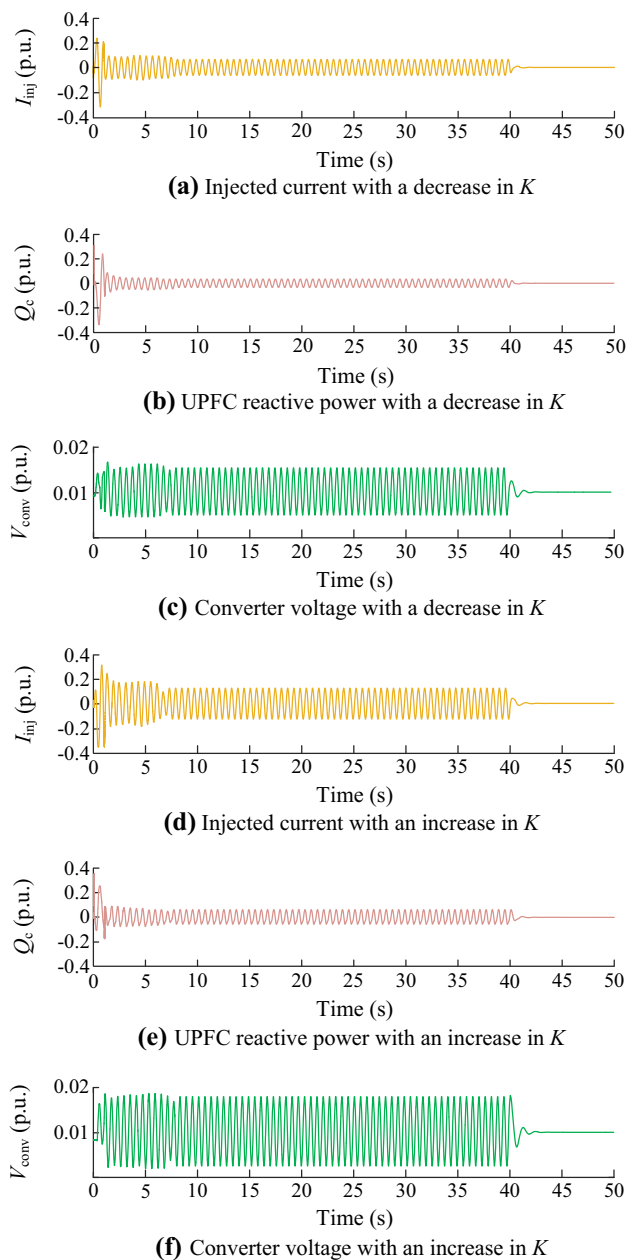 0.4
0.2
0
-0.2
-0.4
I_inj (p.u.)
0 5 10 15 20 25 30 35 40 45 50
Time (s)
(a) Injected current with a decrease in K
0.4
0.2
0
-0.2
-0.4
Q_c (p.u.)
0 5 10 15 20 25 30 35 40 45 50
Time (s)
(b) UPFC reactive power with a decrease in K
0.02
0.01
V_conv (p.u.)
0 5 10 15 20 25 30 35 40 45 50
Time (s)
(c) Converter voltage with a decrease in K
0.4
0.2
0
-0.2
-0.4
I_inj (p.u.)
0 5 10 15 20 25 30 35 40 45 50
Time (s)
(d) Injected current with an increase in K
0.4
0.2
0
-0.2
-0.4
Q_c (p.u.)
0 5 10 15 20 25 30 35 40 45 50
Time (s)
(e) UPFC reactive power with an increase in K
0.02
0.01
V_conv (p.u.)
0 5 10 15 20 25 30 35 40 45 50
Time (s)
(f) Converter voltage with an increase in K